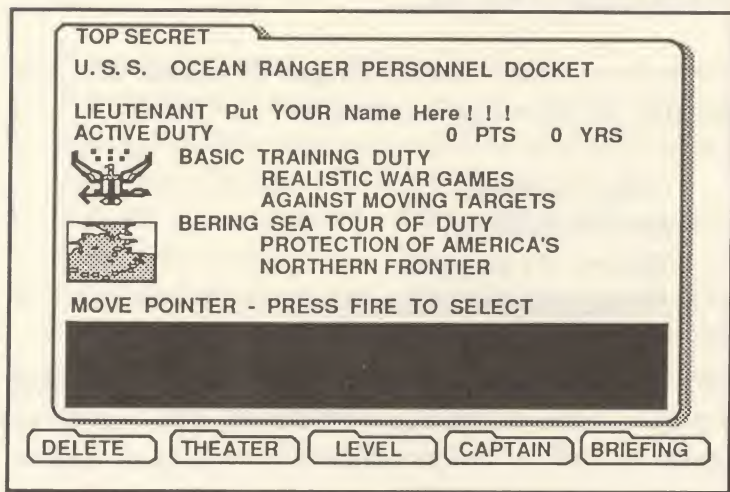 TOP SECRET
U. S. S. OCEAN RANGER PERSONNEL DOCKET
LIEUTENANT Put YOUR Name Here ! ! !
ACTIVE DUTY 0 PTS 0 YRS
BASIC TRAINING DUTY
REALISTIC WAR GAMES
AGAINST MOVING TARGETS
BERING SEA TOUR OF DUTY
PROTECTION OF AMERICA'S
NORTHERN FRONTIER
MOVE POINTER - PRESS FIRE TO SELECT
DELETE THEATER LEVEL CAPTAIN BRIEFING